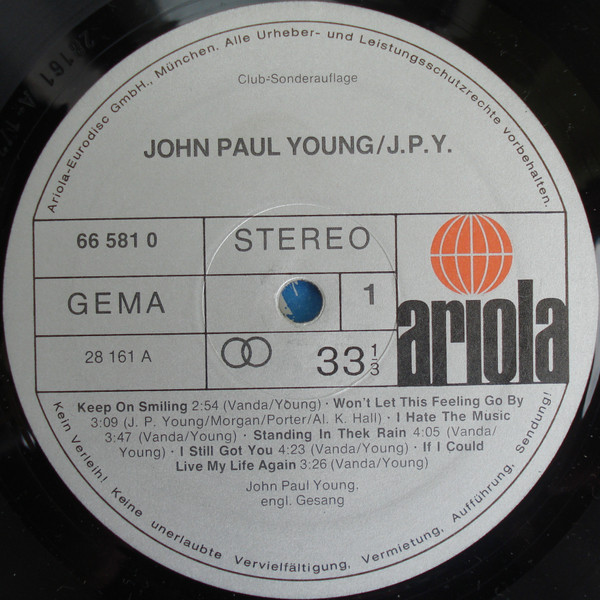 Ariola-Eurodisc GmbH., München. Alle Urheber- und Leistungsschutzrechte vorbehalten.
Club-Sonderauflage
JOHN PAUL YOUNG/J.P.Y.
66 581 0
STEREO
GEMA
1
28 161 A
33 1/3
ariola
Keep On Smiling 2:54 (Vanda/Young) · Won't Let This Feeling Go By
3:09 (J. P. Young/Morgan/Porter/Al. K. Hall) · I Hate The Music
3:47 (Vanda/Young) · Standing In Thek Rain 4:05 (Vanda/
Young) · I Still Got You 4:23 (Vanda/Young) · If I Could
Live My Life Again 3:26 (Vanda/Young)
John Paul Young,
engl. Gesang
Kein Verleih! Keine unerlaubte Vervielfältigung, Vermietung, Aufführung, Sendung!